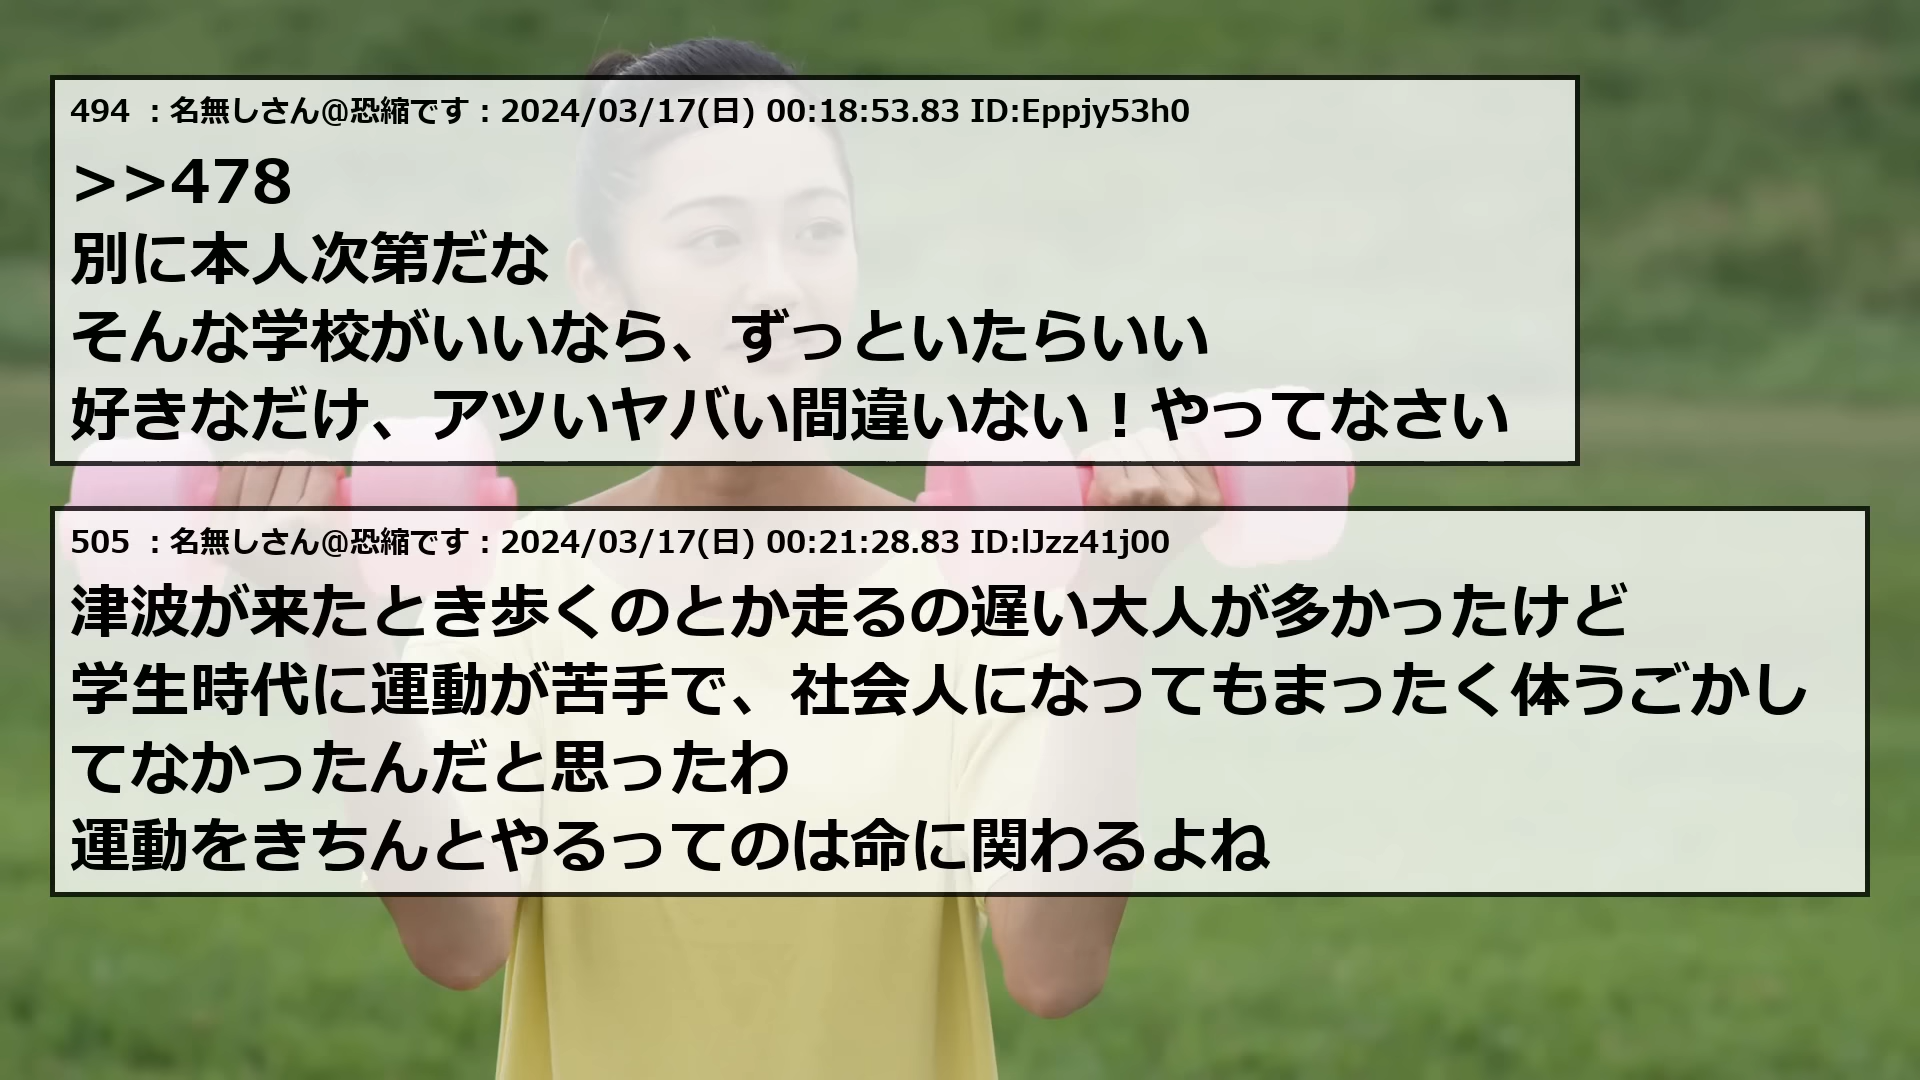 494 ：名無しさん@恐縮です：2024/03/17(日) 00:18:53.83 ID:Eppjy53h0
>>478
別に本人次第だな
そんな学校がいいなら、ずっといたらいい
好きなだけ、アツいヤバい間違いない！やってなさい
505 ：名無しさん@恐縮です：2024/03/17(日) 00:21:28.83 ID:lJzz41j00
津波が来たとき歩くのとか走るの遅い大人が多かったけど
学生時代に運動が苦手で、社会人になってもまったく体うごかし
てなかったんだと思ったわ
運動をきちんとやるってのは命に関わるよね